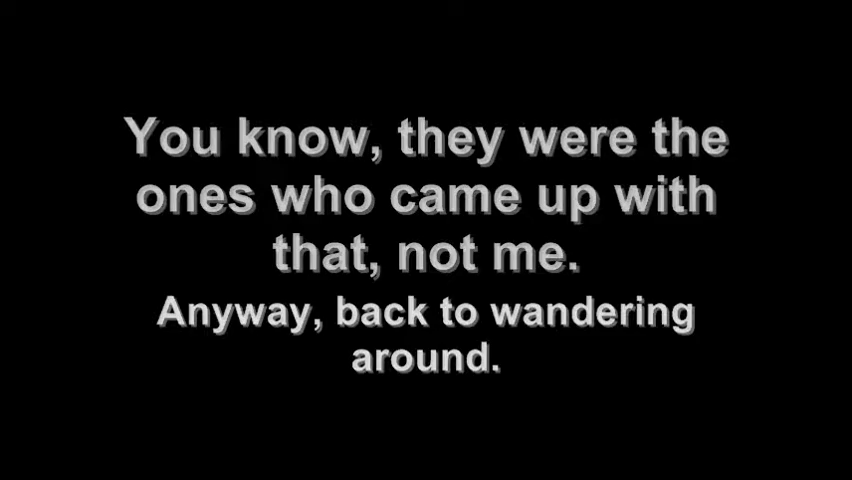 You know, they were the
ones who came up with
that, not me.
Anyway, back to wandering
around.